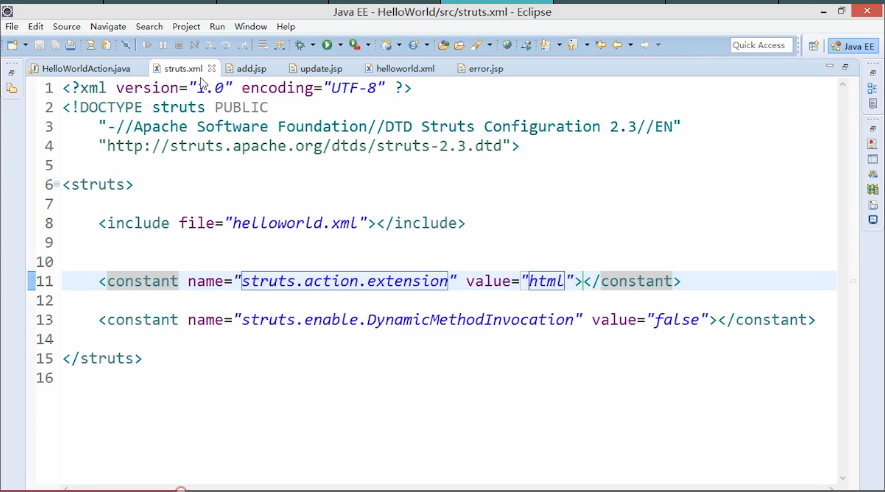 Java EE - HelloWorld/src/struts.xml - Eclipse
File Edit Source Navigate Search Project Run Window Help
Quick Access Java EE
HelloWorldAction.java struts.xml add.jsp update.jsp helloworld.xml error.jsp
1 <?xml version="1.0" encoding="UTF-8" ?>
2 <!DOCTYPE struts PUBLIC
3 "-//Apache Software Foundation//DTD Struts Configuration 2.3//EN"
4 "http://struts.apache.org/dtds/struts-2.3.dtd">
5
6 <struts>
7
8 <include file="helloworld.xml"></include>
9
10
11 <constant name="struts.action.extension" value="html"></constant>
12
13 <constant name="struts.enable.DynamicMethodInvocation" value="false"></constant>
14
15 </struts>
16